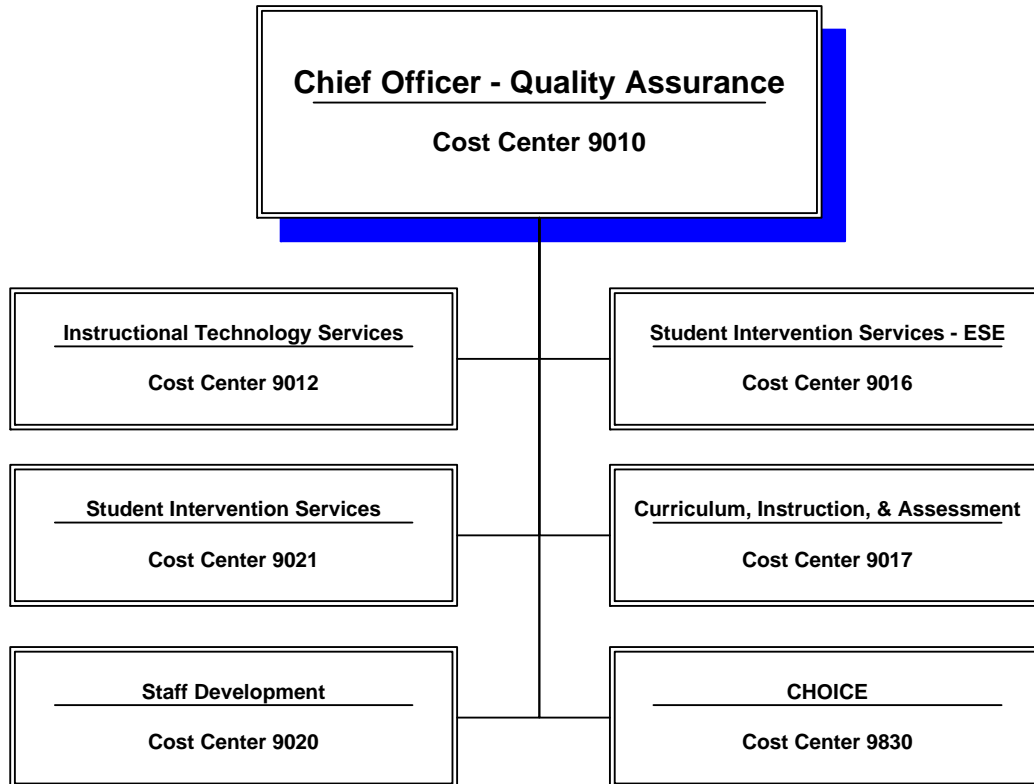 Chief Officer - Quality Assurance
Cost Center 9010
Instructional Technology Services
Cost Center 9012
Student Intervention Services - ESE
Cost Center 9016
Student Intervention Services
Cost Center 9021
Curriculum, Instruction, & Assessment
Cost Center 9017
Staff Development
Cost Center 9020
CHOICE
Cost Center 9830